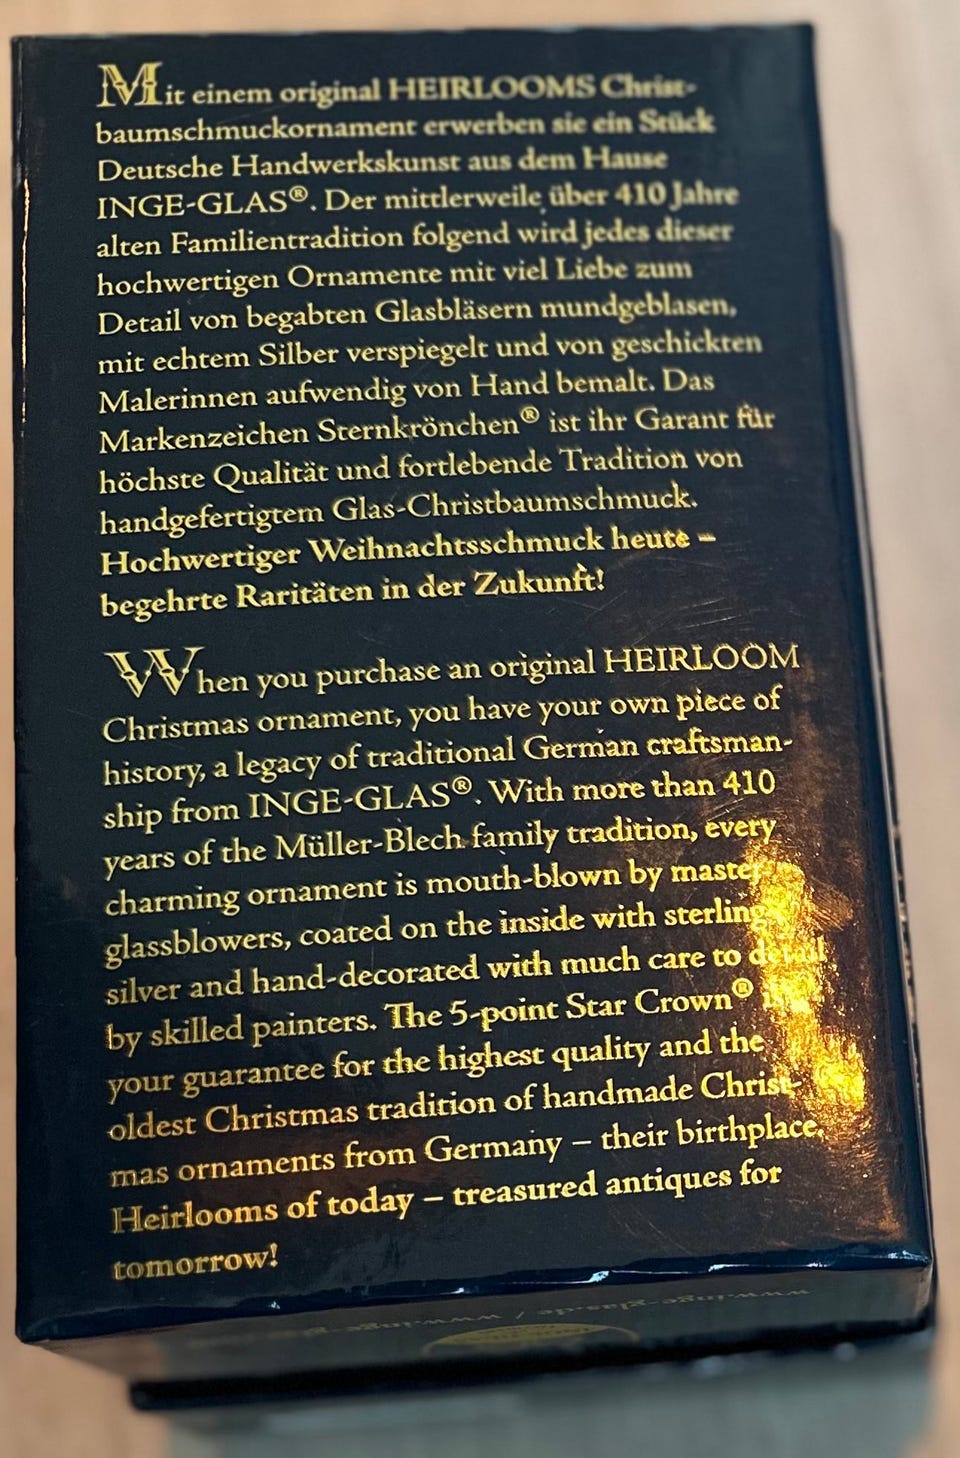 Mit einem original HEIRLOOMS Christ-
baumschmuckornament erwerben sie ein Stück
Deutsche Handwerkskunst aus dem Hause
INGE-GLAS®. Der mittlerweile über 410 Jahre
alten Familientradition folgend wird jedes dieser
hochwertigen Ornamente mit viel Liebe zum
Detail von begabten Glasbläsern mundgeblasen,
mit echtem Silber verspiegelt und von geschickten
Malerinnen aufwendig von Hand bemalt. Das
Markenzeichen Sternkrönchen® ist ihr Garant für
höchste Qualität und fortlebende Tradition von
handgefertigtem Glas-Christbaumschmuck.
Hochwertiger Weihnachtsschmuck heute –
begehrte Raritäten in der Zukunft!
When you purchase an original HEIRLOOM
Christmas ornament, you have your own piece of
history, a legacy of traditional German craftsman-
ship from INGE-GLAS®. With more than 410
years of the Müller-Blech family tradition, every
charming ornament is mouth-blown by master
glassblowers, coated on the inside with sterling
silver and hand-decorated with much care to detail
by skilled painters. The 5-point Star Crown® is
your guarantee for the highest quality and the
oldest Christmas tradition of handmade Christ-
mas ornaments from Germany – their birthplace.
Heirlooms of today – treasured antiques for
tomorrow!
www.inge-glas.de /